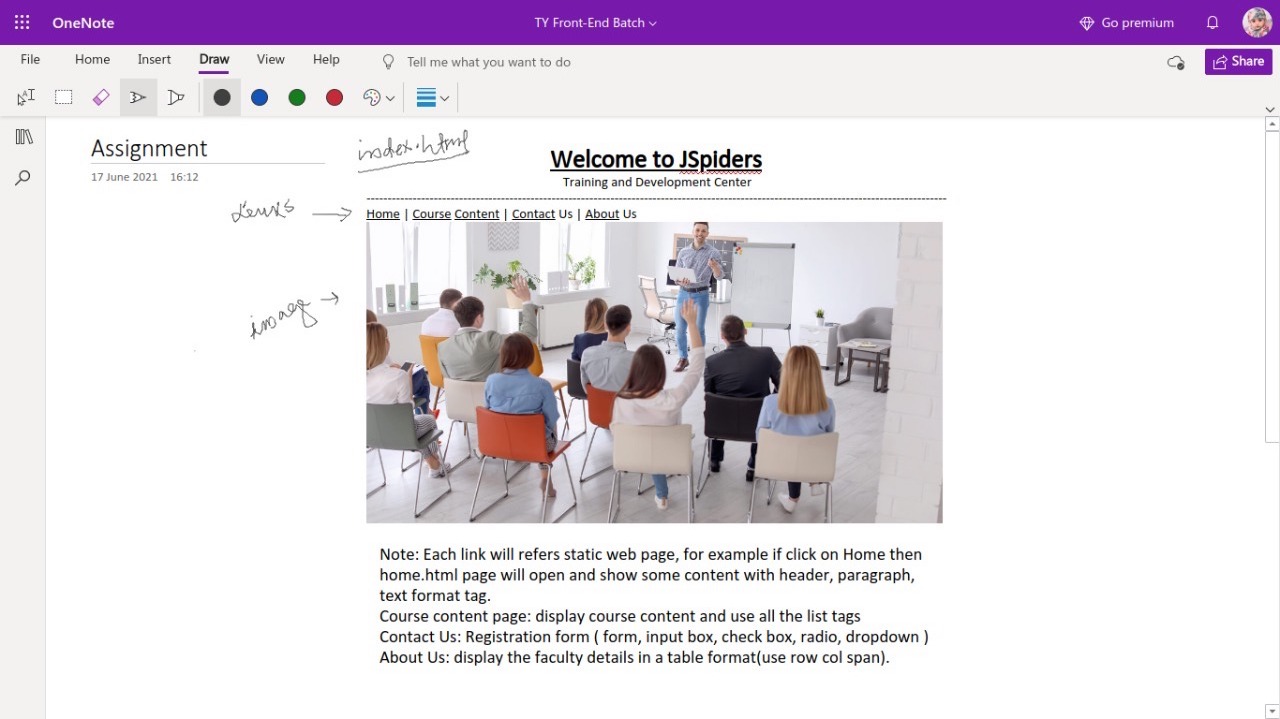 OneNote
TY Front-End Batch
Go premium
File Home Insert Draw View Help Tell me what you want to do
Share
Assignment
17 June 2021 16:12
index.html
Welcome to JSpiders
Training and Development Center
--------------------------------------------------------------------------------
Home | Course Content | Contact Us | About Us
image
Note: Each link will refers static web page, for example if click on Home then
home.html page will open and show some content with header, paragraph,
text format tag.
Course content page: display course content and use all the list tags
Contact Us: Registration form ( form, input box, check box, radio, dropdown )
About Us: display the faculty details in a table format(use row col span).